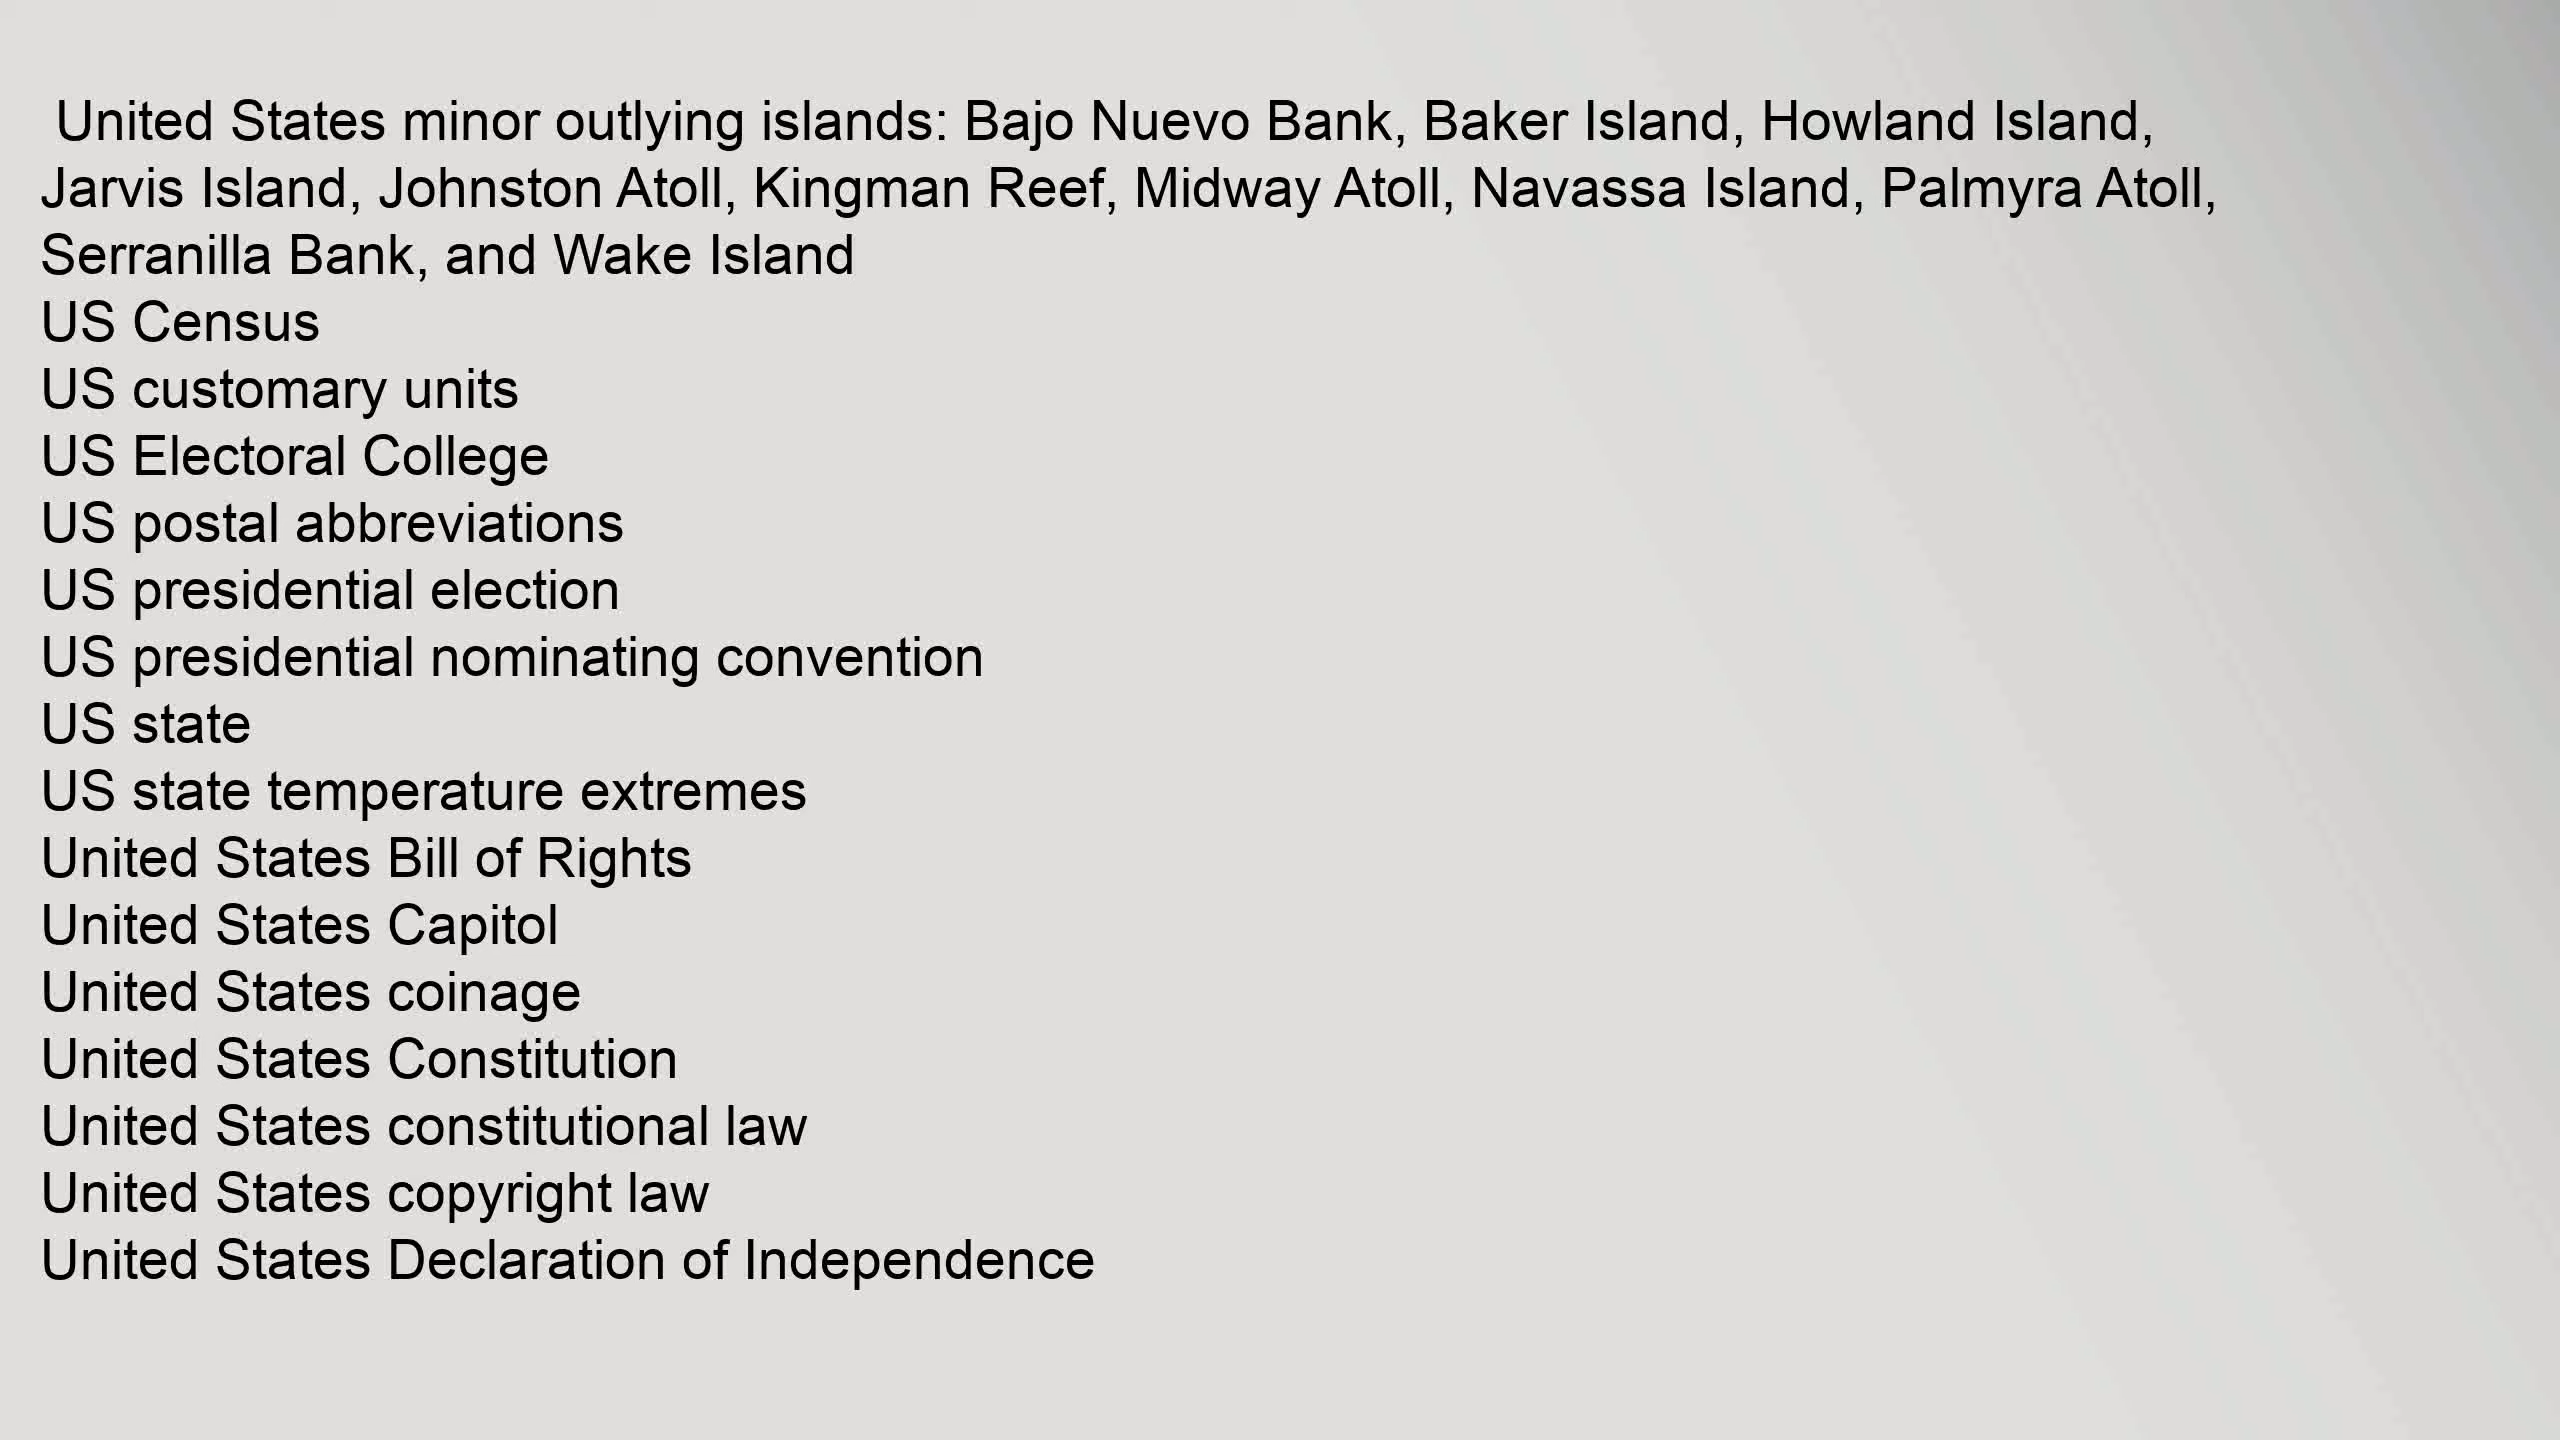 United States minor outlying islands: Bajo Nuevo Bank, Baker Island, Howland Island,
Jarvis Island, Johnston Atoll, Kingman Reef, Midway Atoll, Navassa Island, Palmyra Atoll,
Serranilla Bank, and Wake Island
US Census
US customary units
US Electoral College
US postal abbreviations
US presidential election
US presidential nominating convention
US state
US state temperature extremes
United States Bill of Rights
United States Capitol
United States coinage
United States Constitution
United States constitutional law
United States copyright law
United States Declaration of Independence